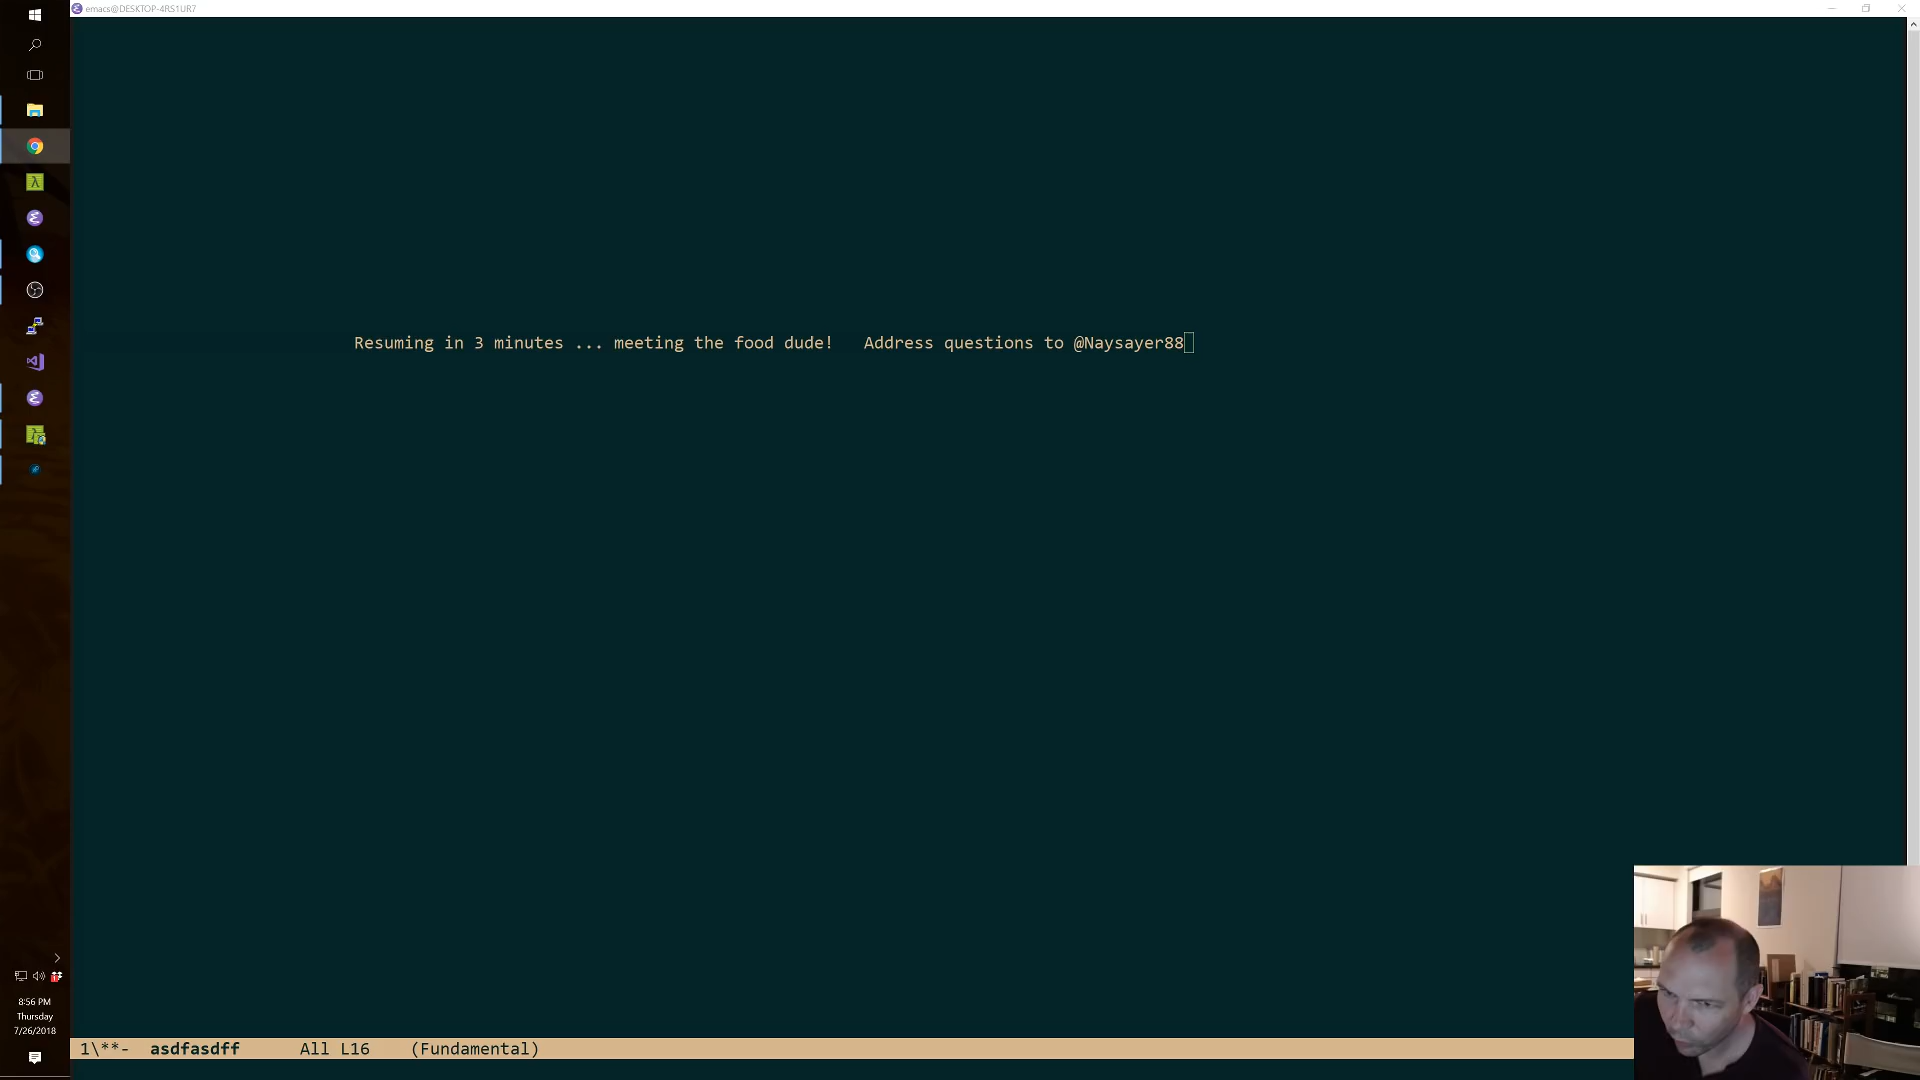 emacs@DESKTOP-4RS1UR7
Resuming in 3 minutes ... meeting the food dude!   Address questions to @Naysayer88
8:56 PM
Thursday
7/26/2018
1\**-  asdfasdff      All L16    (Fundamental)